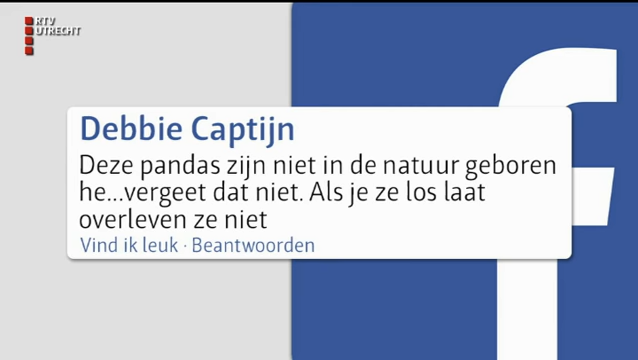 RTV
UTRECHT
Debbie Captijn
Deze pandas zijn niet in de natuur geboren
he...vergeet dat niet. Als je ze los laat
overleven ze niet
Vind ik leuk · Beantwoorden
f